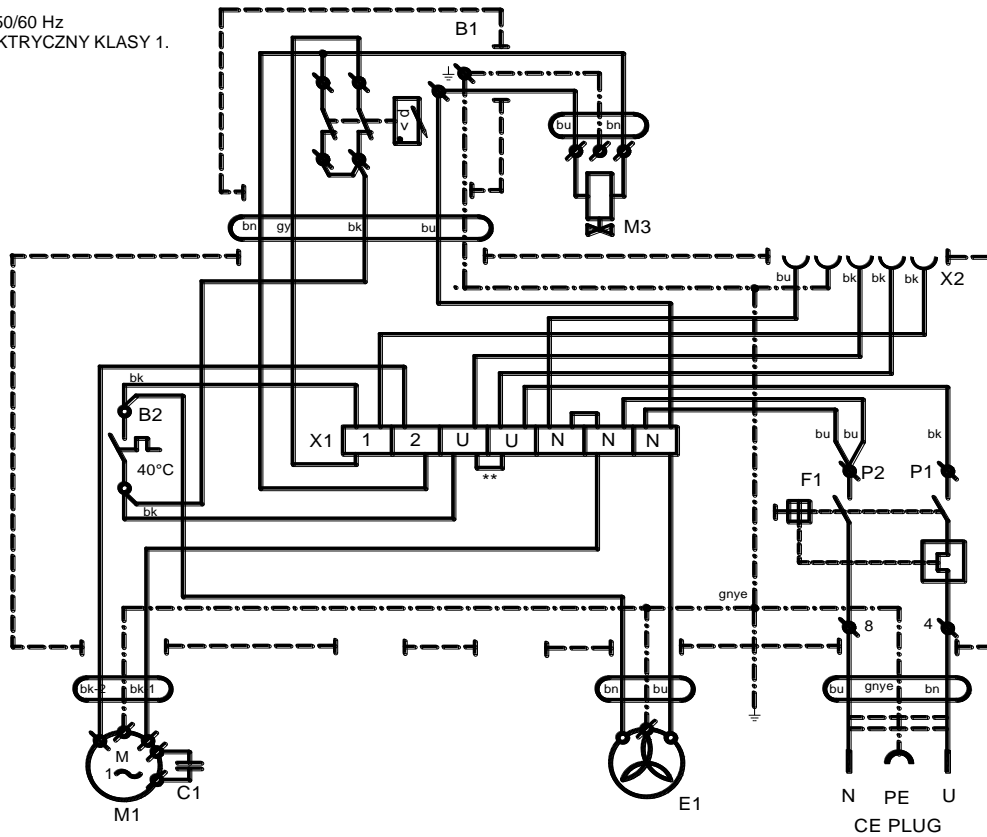 50/60 Hz
KTRYCZNY KLASY 1.
B1
< p
bu bn
M3
bn gy bk bu
bu bk bk bk X2
bk
B2
X1 1 2 U U N N N
40°C
**
bk
bu bu bk
F1 P2 P1
gnye
8 4
bk-2 bk-1
bn bu
bu gnye bn
M
1
C1
M1
E1
N PE U
CE PLUG